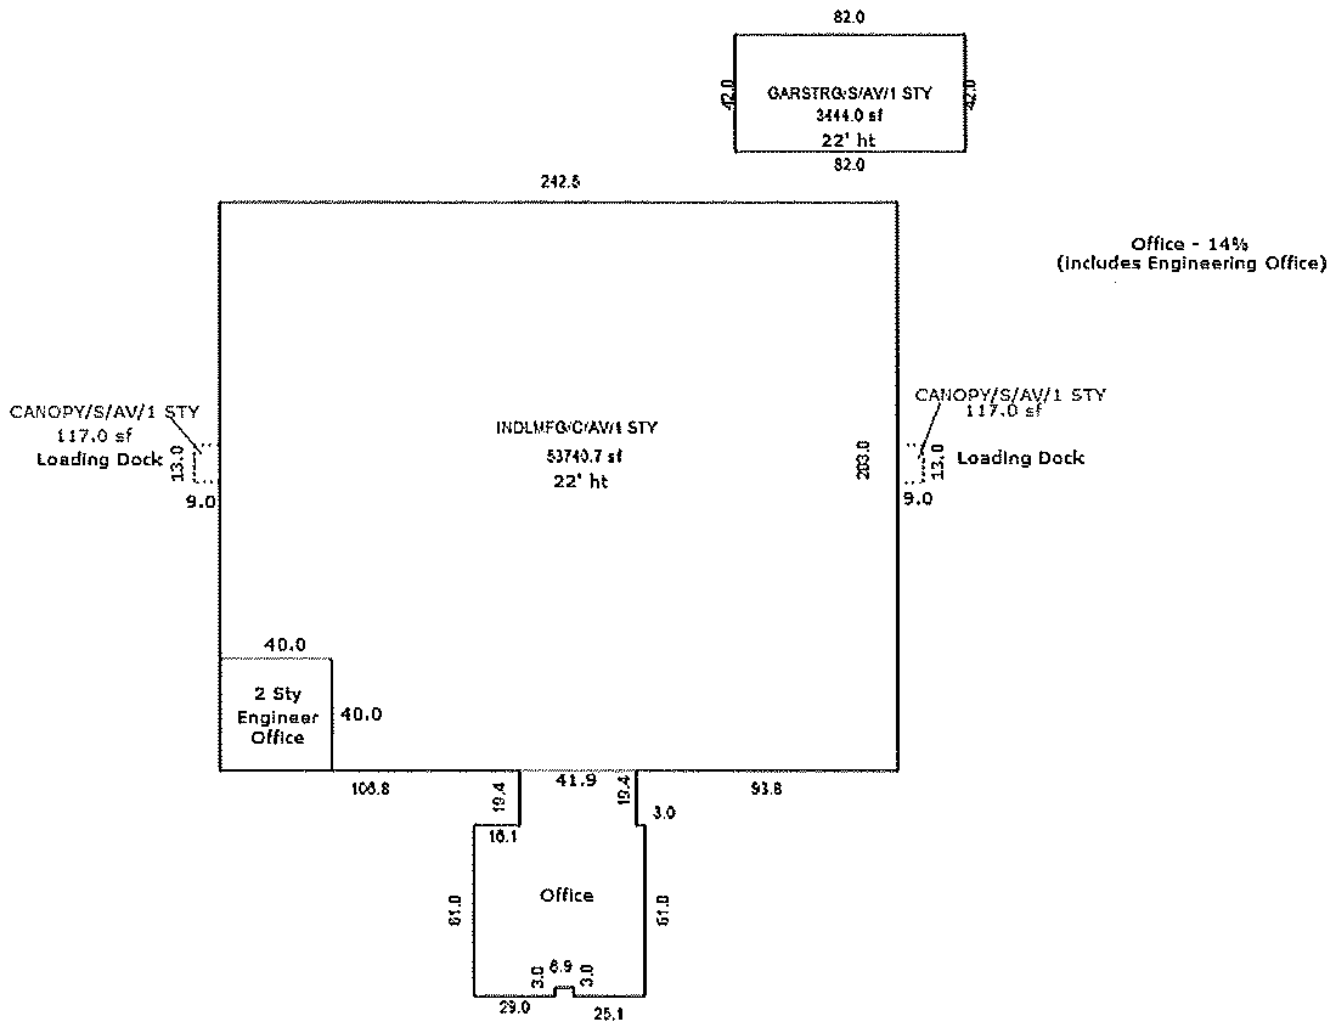 82.0
42.0
GARSTRG/S/AV/1 STY
42.0
3444.0 sf
22' ht
82.0
242.5
Office - 14%
(includes Engineering Office)
CANOPY/S/AV/1 STY
117.0 sf
Loading Dock
13.0
9.0
INDLMFG/C/AV/1 STY
53740.7 sf
22' ht
203.0
CANOPY/S/AV/1 STY
117.0 sf
13.0
Loading Dock
9.0
40.0
2 Sty
Engineer
Office
40.0
106.8
41.9
93.8
19.4
19.4
3.0
16.1
Office
61.0
61.0
6.9
3.0
3.0
29.0
25.1